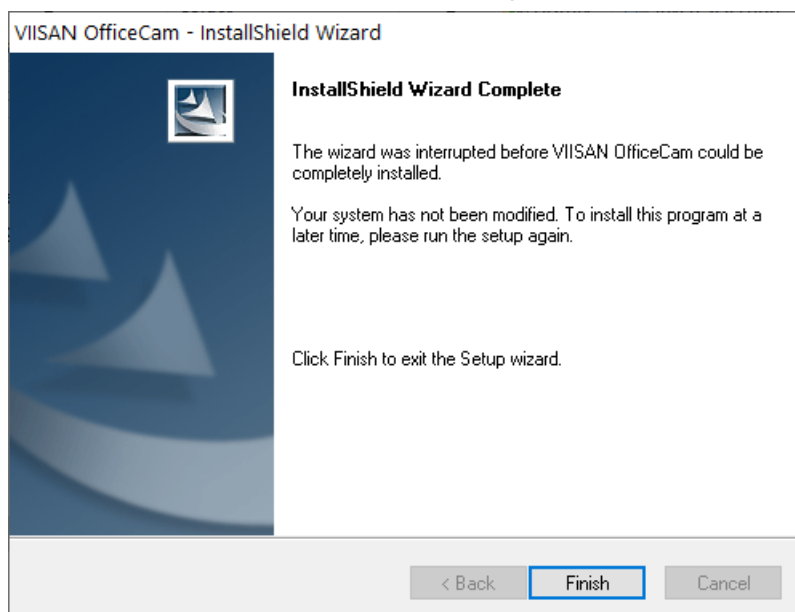 VIISAN OfficeCam - InstallShield Wizard
InstallShield Wizard Complete
The wizard was interrupted before VIISAN OfficeCam could be
completely installed.
Your system has not been modified. To install this program at a
later time, please run the setup again.
Click Finish to exit the Setup wizard.
< Back Finish Cancel